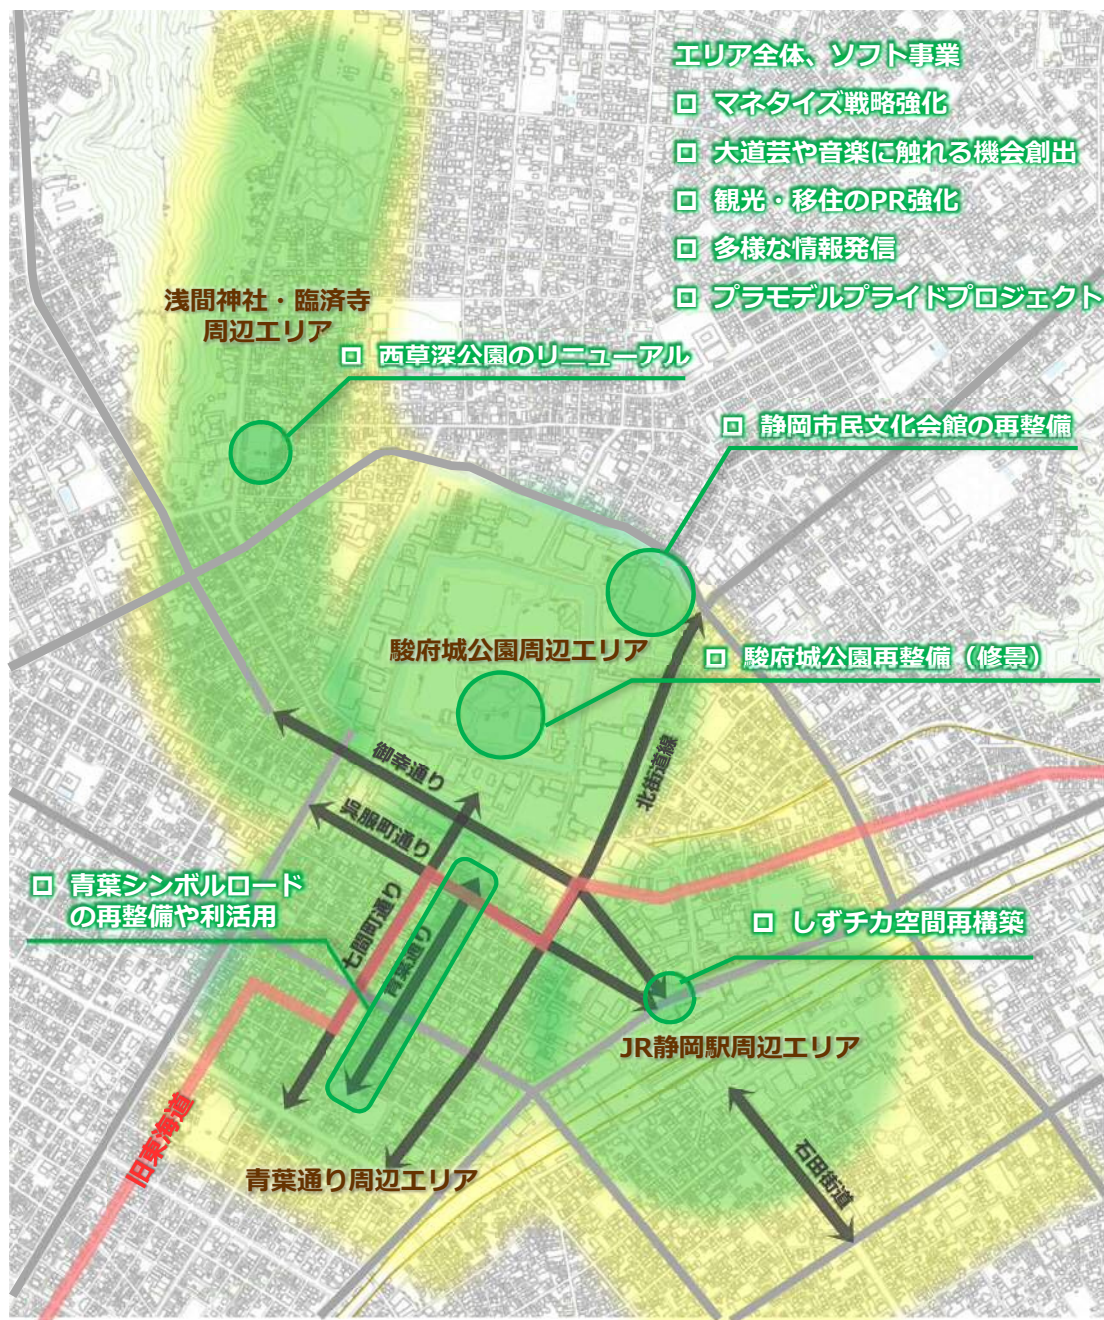 エリア全体、ソフト事業
マネタイズ戦略強化
大道芸や音楽に触れる機会創出
観光・移住のPR強化
多様な情報発信
プラモデルプライドプロジェクト
浅間神社・臨済寺
周辺エリア
西草深公園のリニューアル
静岡市民文化会館の再整備
駿府城公園周辺エリア
駿府城公園再整備（修景）
北街道線
御幸通り
呉服町通り
七間町通り
青葉通り
青葉シンボルロード
の再整備や利活用
しずチカ空間再構築
JR静岡駅周辺エリア
旧東海道
石田街道
青葉通り周辺エリア